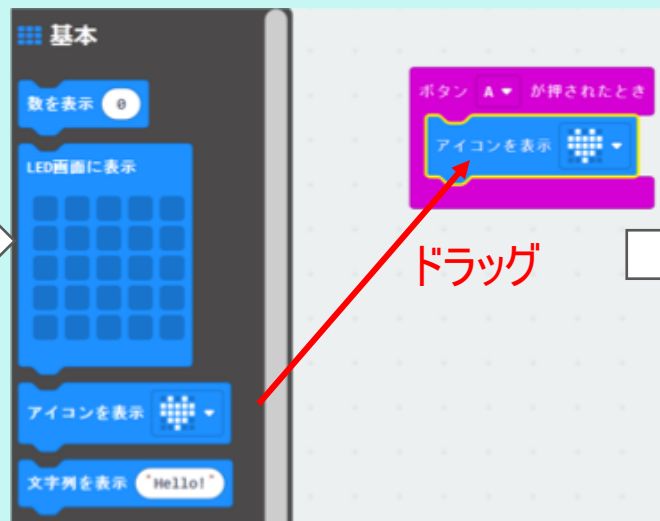 基本
数を表示 0
LED画面に表示
アイコンを表示
文字列を表示 "Hello!"
ボタン A が押されたとき
アイコンを表示
ドラッグ